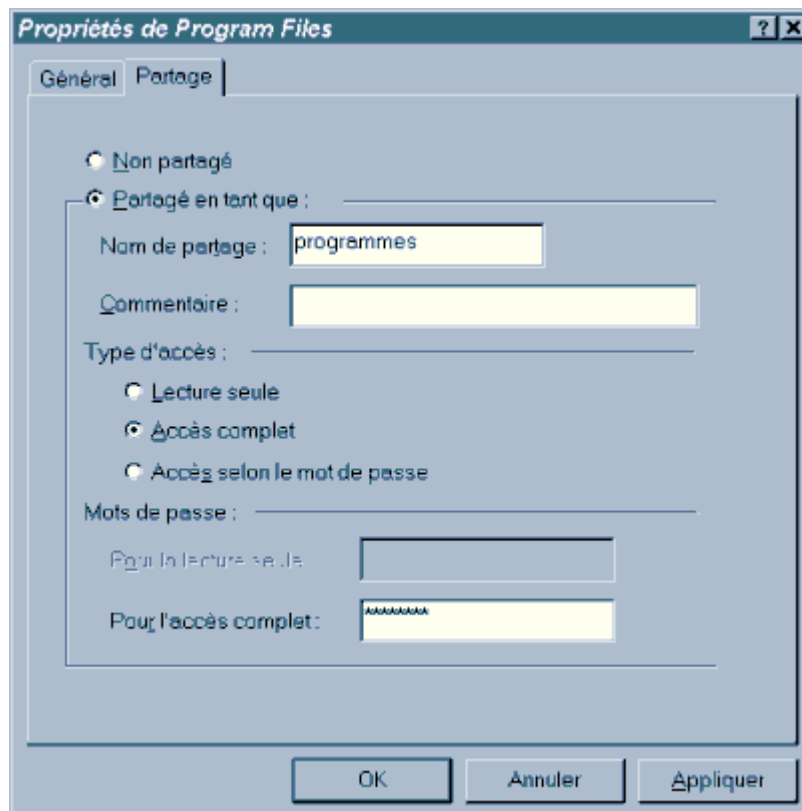 Propriétés de Program Files
Général Partage
Non partagé
Partagé en tant que :
Nom de partage : programmes
Commentaire :
Type d'accès :
Lecture seule
Accès complet
Accès selon le mot de passe
Mots de passe :
Pour la lecture seule
Pour l'accès complet : ********
OK Annuler Appliquer